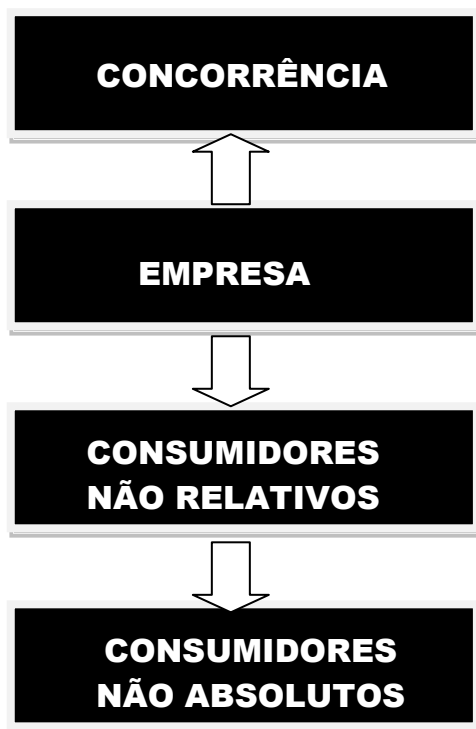 CONCORRÊNCIA
EMPRESA
CONSUMIDORES
NÃO RELATIVOS
CONSUMIDORES
NÃO ABSOLUTOS